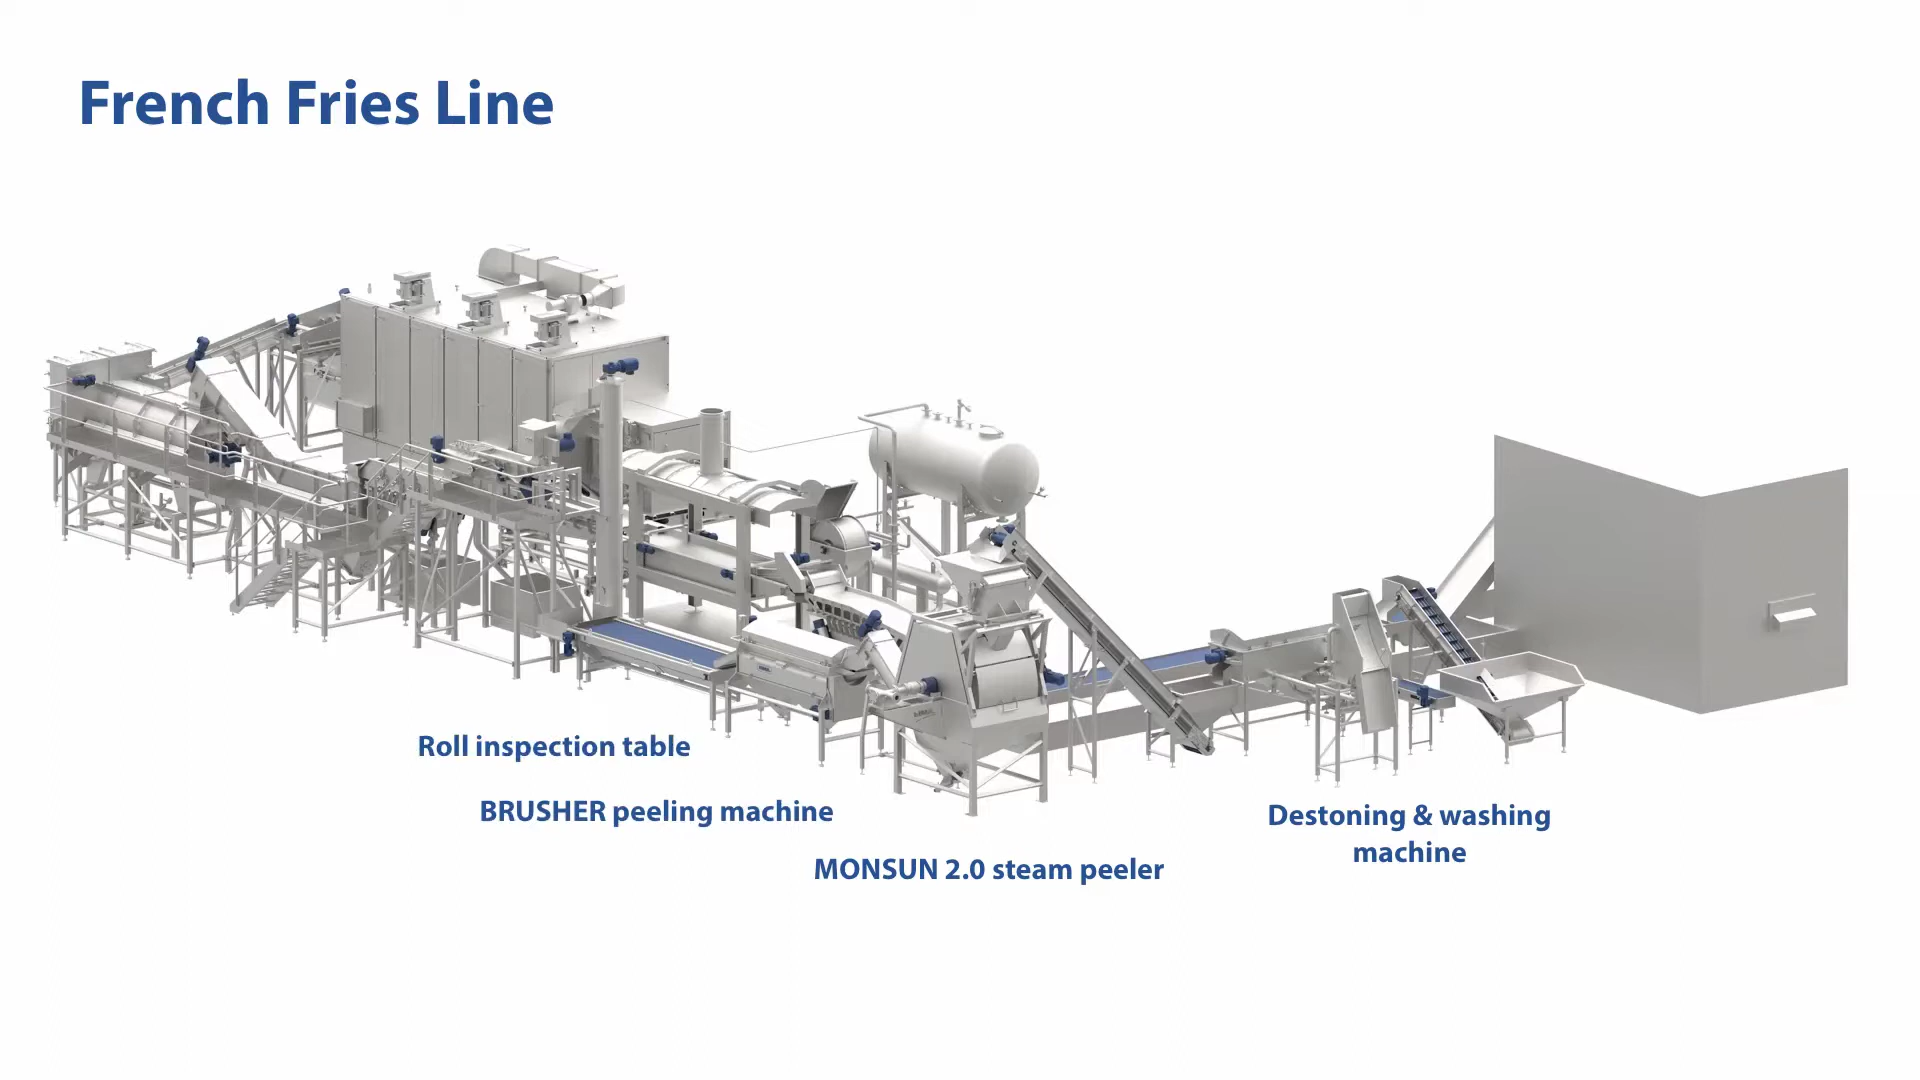 French Fries Line
Roll inspection table
BRUSHER peeling machine
MONSUN 2.0 steam peeler
Destoning & washing
machine